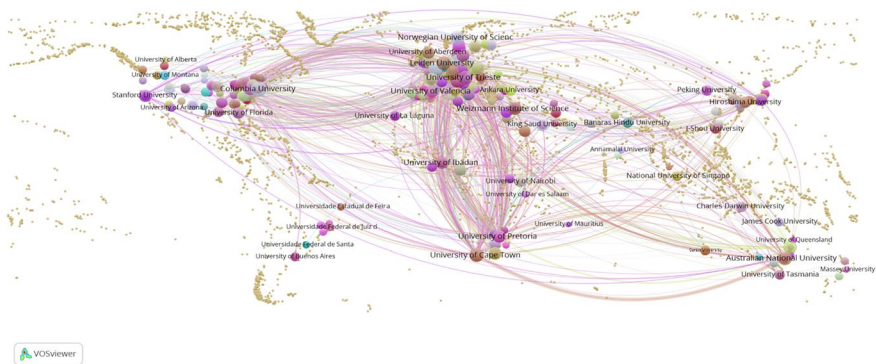 Norwegian University of Scienc
University of Aberdeen
University of Alberta
Leiden University
University of Montana
University of Trieste
Columbia University
Stanford University
University of Valencia
Ankara University
Peking University
University of Arizona
University of Florida
Weizmann Institute of Science
Hiroshima University
University of La Laguna
King Saud University
Banaras Hindu University
I-Shou University
Annamalai University
University of Ibadan
National University of Singapo
University of Nairobi
University of Dar es Salaam
Universidade Estadual de Feira
Charles Darwin University
Universidade Federal de Juiz d
University of Mauritius
James Cook University
University of Pretoria
University of Queensland
Universidade Federal de Santa
University of Buenos Aires
University of Cape Town
Australian National University
Massey University
University of Tasmania
VOSviewer